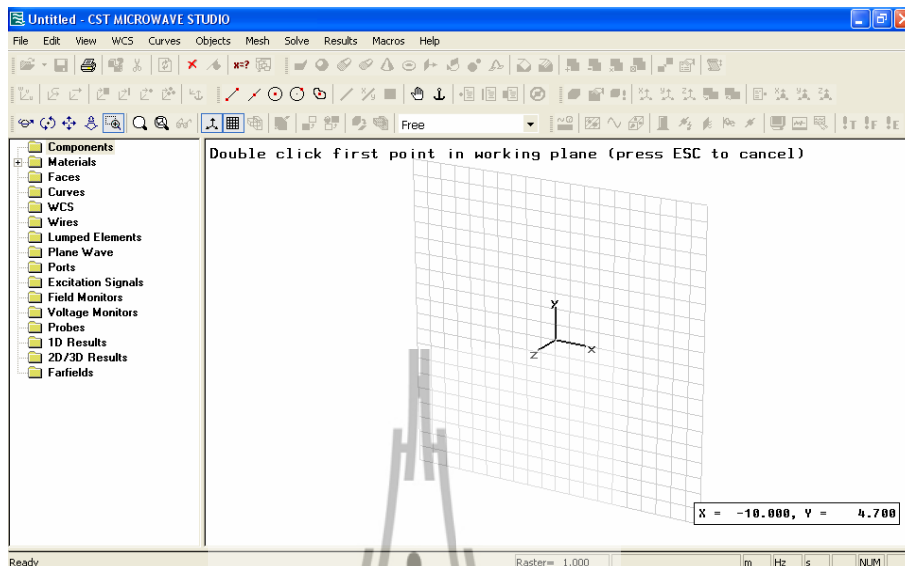 Untitled - CST MICROWAVE STUDIO
File Edit View WCS Curves Objects Mesh Solve Results Macros Help
x=?
Free
!T !F !E
Components
Materials
Faces
Curves
WCS
Wires
Lumped Elements
Plane Wave
Ports
Excitation Signals
Field Monitors
Voltage Monitors
Probes
1D Results
2D/3D Results
Farfields
Double click first point in working plane (press ESC to cancel)
Y
Z X
X = -10.000, Y = 4.700
Ready Raster= 1.000 m Hz s NUM